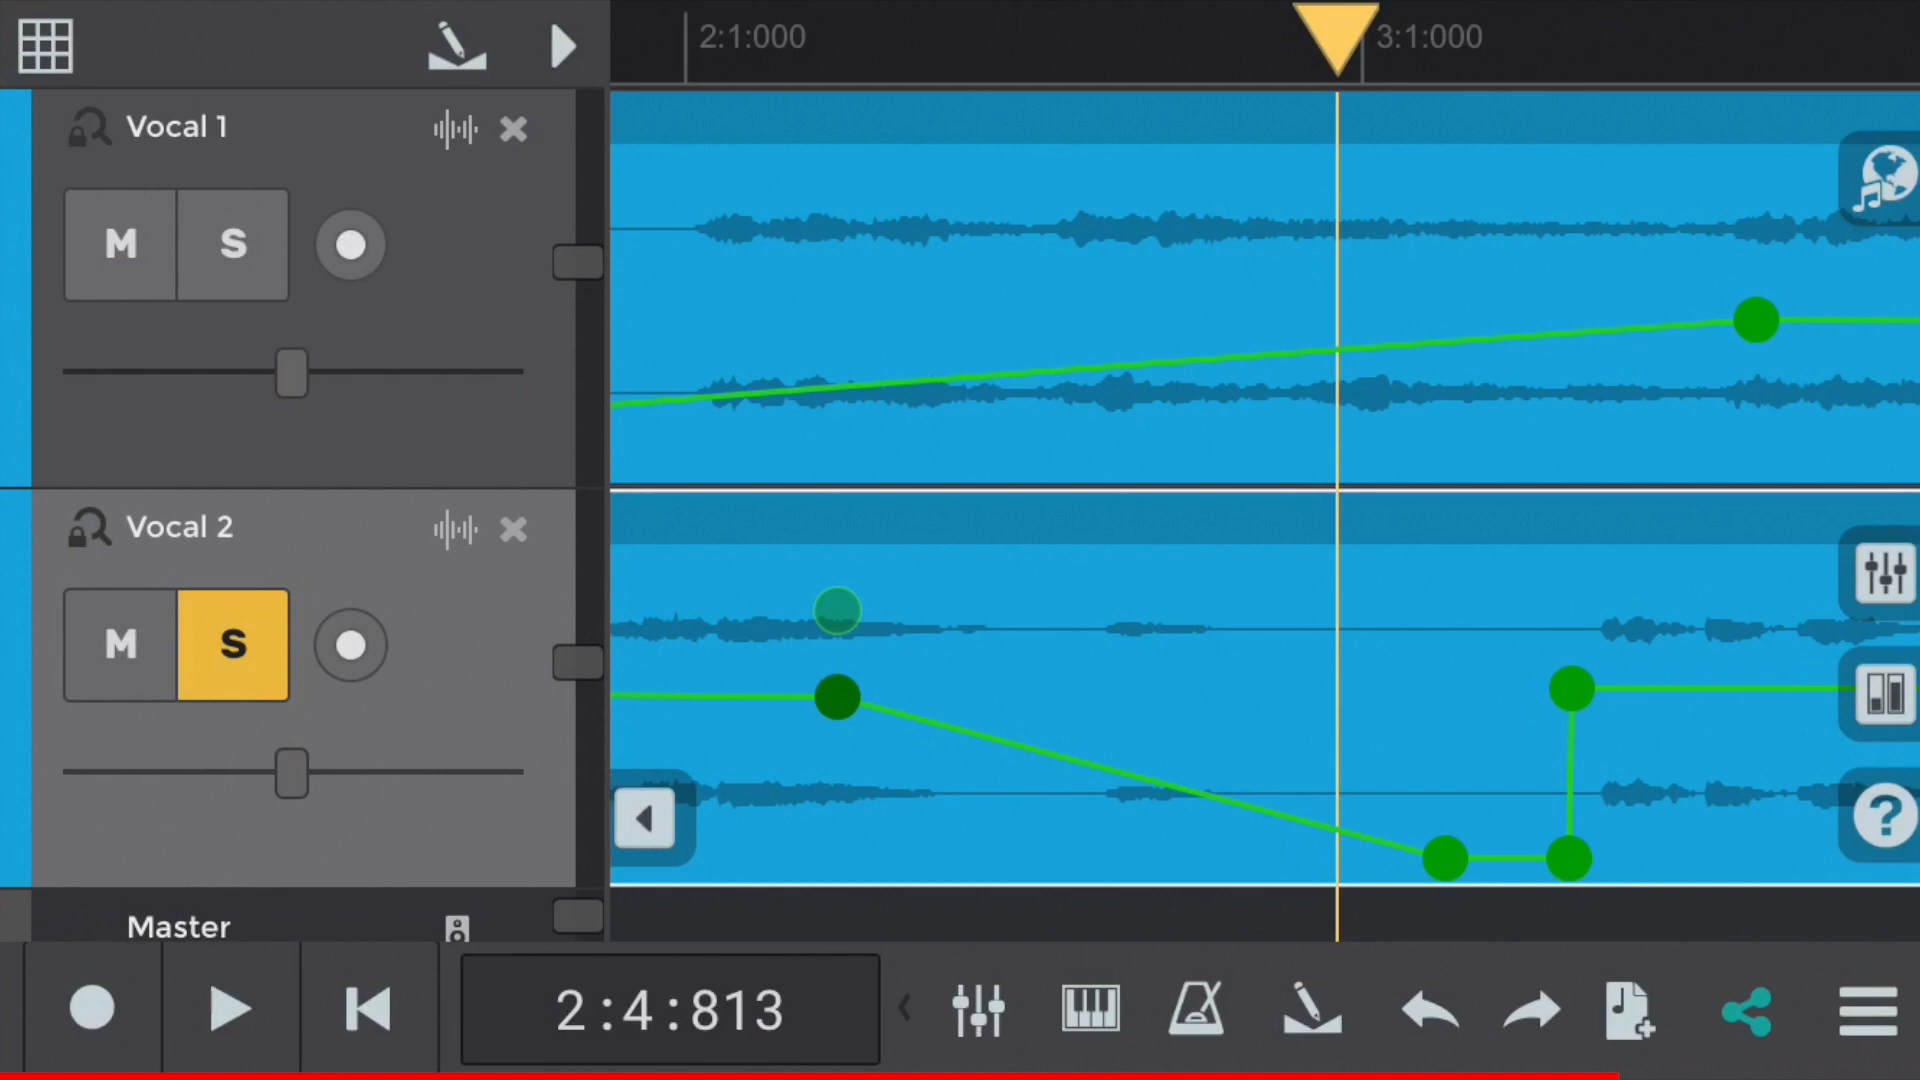 2:1:000
3:1:000
Vocal 1
M S
Vocal 2
M S
?
Master
2:4:813